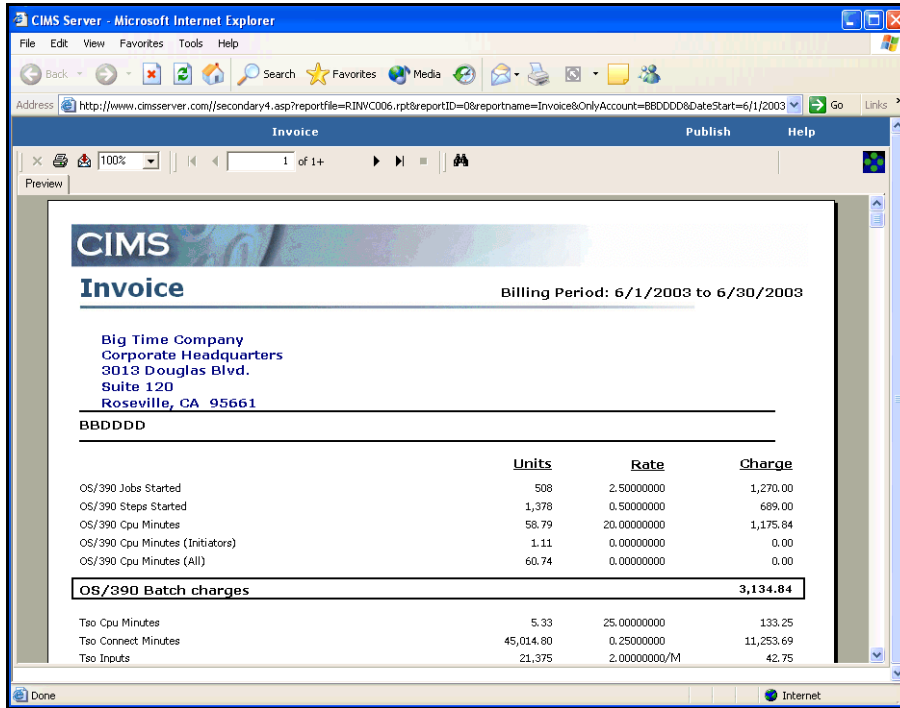 CIMS Server - Microsoft Internet Explorer
File Edit View Favorites Tools Help
Back Search Favorites Media
Address http://www.cimsserver.com//secondary4.asp?reportfile=RINVC006.rpt&reportID=0&reportname=Invoice&OnlyAccount=BBDDDD&DateStart=6/1/2003 Go Links »
Invoice Publish Help
100% 1 of 1+
Preview
CIMS
Invoice Billing Period: 6/1/2003 to 6/30/2003
Big Time Company
Corporate Headquarters
3013 Douglas Blvd.
Suite 120
Roseville, CA 95661
BBDDDD
Units Rate Charge
OS/390 Jobs Started 508 2.50000000 1,270.00
OS/390 Steps Started 1,378 0.50000000 689.00
OS/390 Cpu Minutes 58.79 20.00000000 1,175.84
OS/390 Cpu Minutes (Initiators) 1.11 0.00000000 0.00
OS/390 Cpu Minutes (All) 60.74 0.00000000 0.00
OS/390 Batch charges 3,134.84
Tso Cpu Minutes 5.33 25.00000000 133.25
Tso Connect Minutes 45,014.80 0.25000000 11,253.69
Tso Inputs 21,375 2.00000000/M 42.75
Done Internet